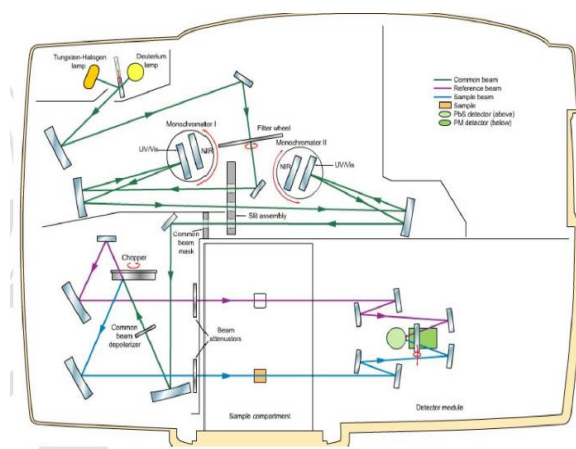 Tungsten-Halogen
lamp
Deuterium
lamp
Common beam
Reference beam
Sample beam
Sample
PbS detector (above)
PM detector (below)
Monochromator I
Filter wheel
Monochromator II
UV/Vis
NIR
NIR
UV/Vis
Slit assembly
Common
beam
mask
Chopper
Common
beam
depolarizer
Beam
attenuators
Sample compartment
Detector module